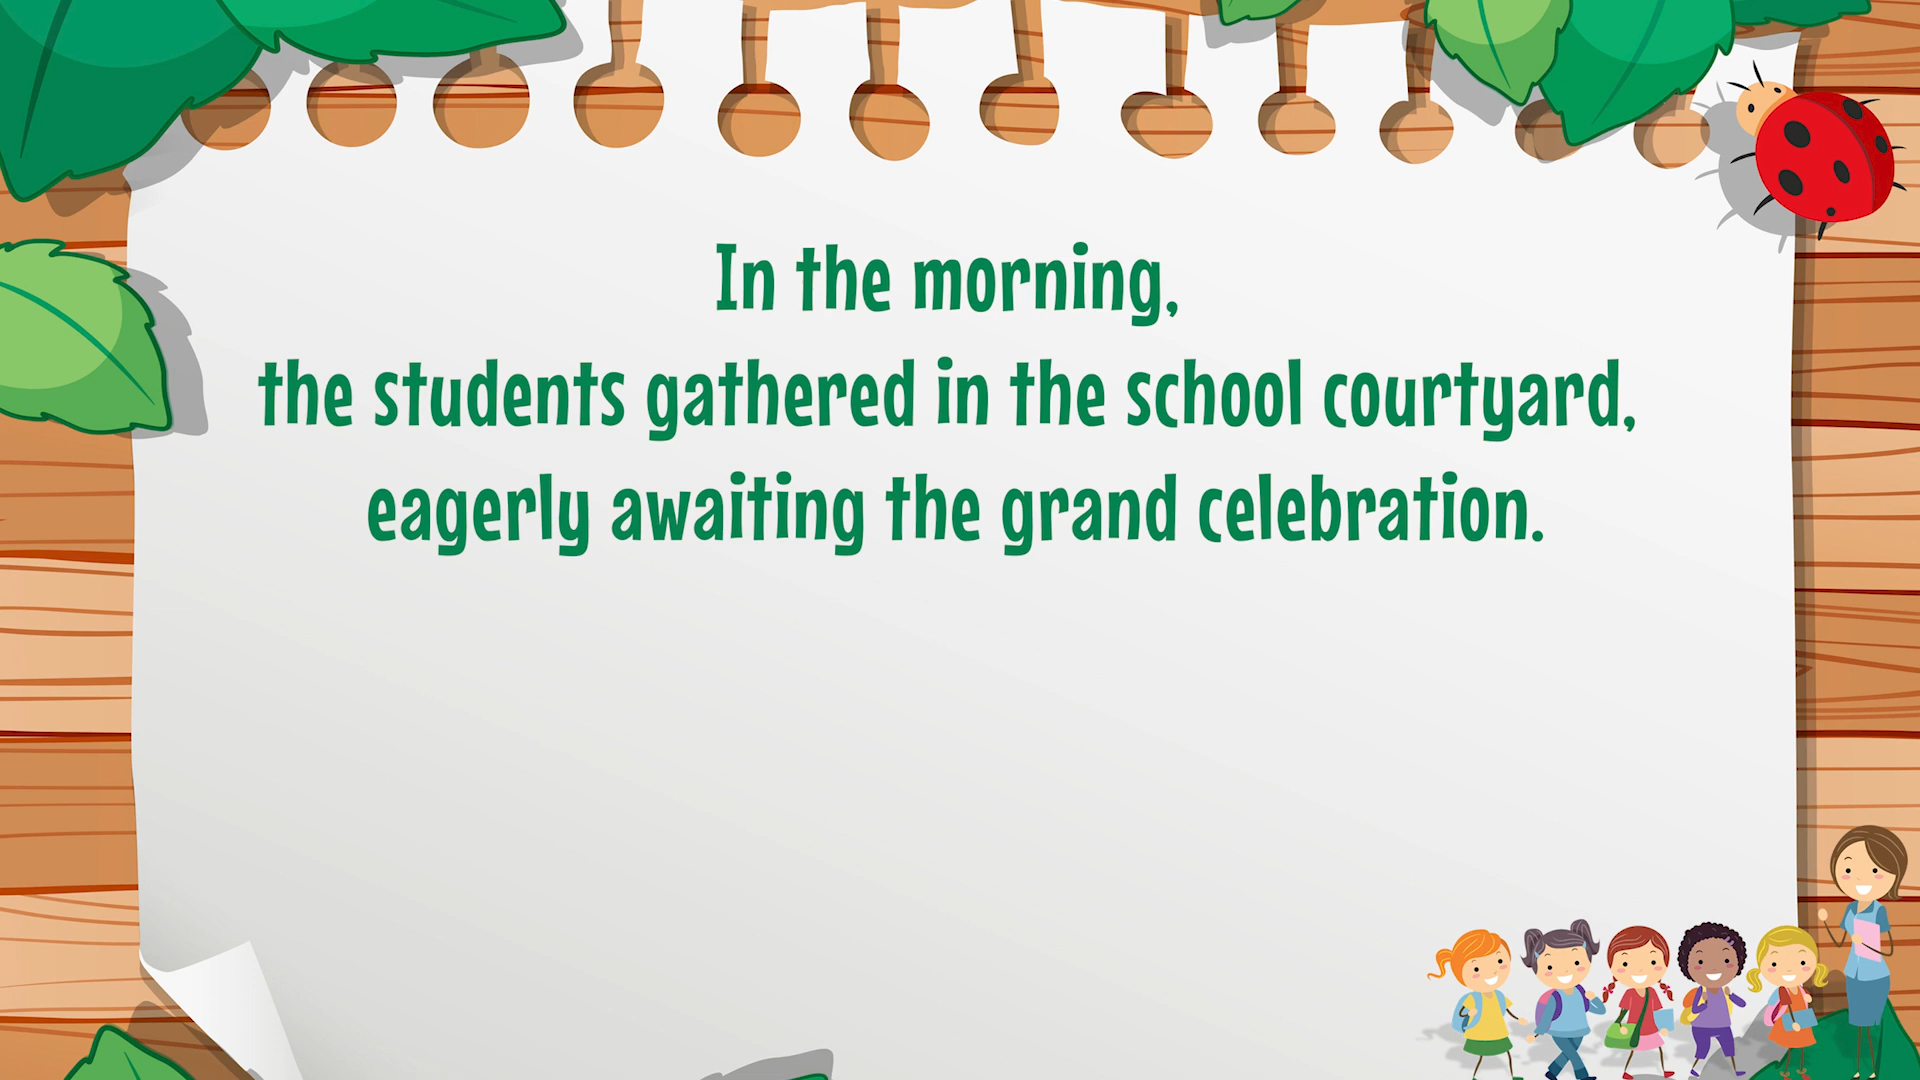 In the morning,
the students gathered in the school courtyard,
eagerly awaiting the grand celebration.